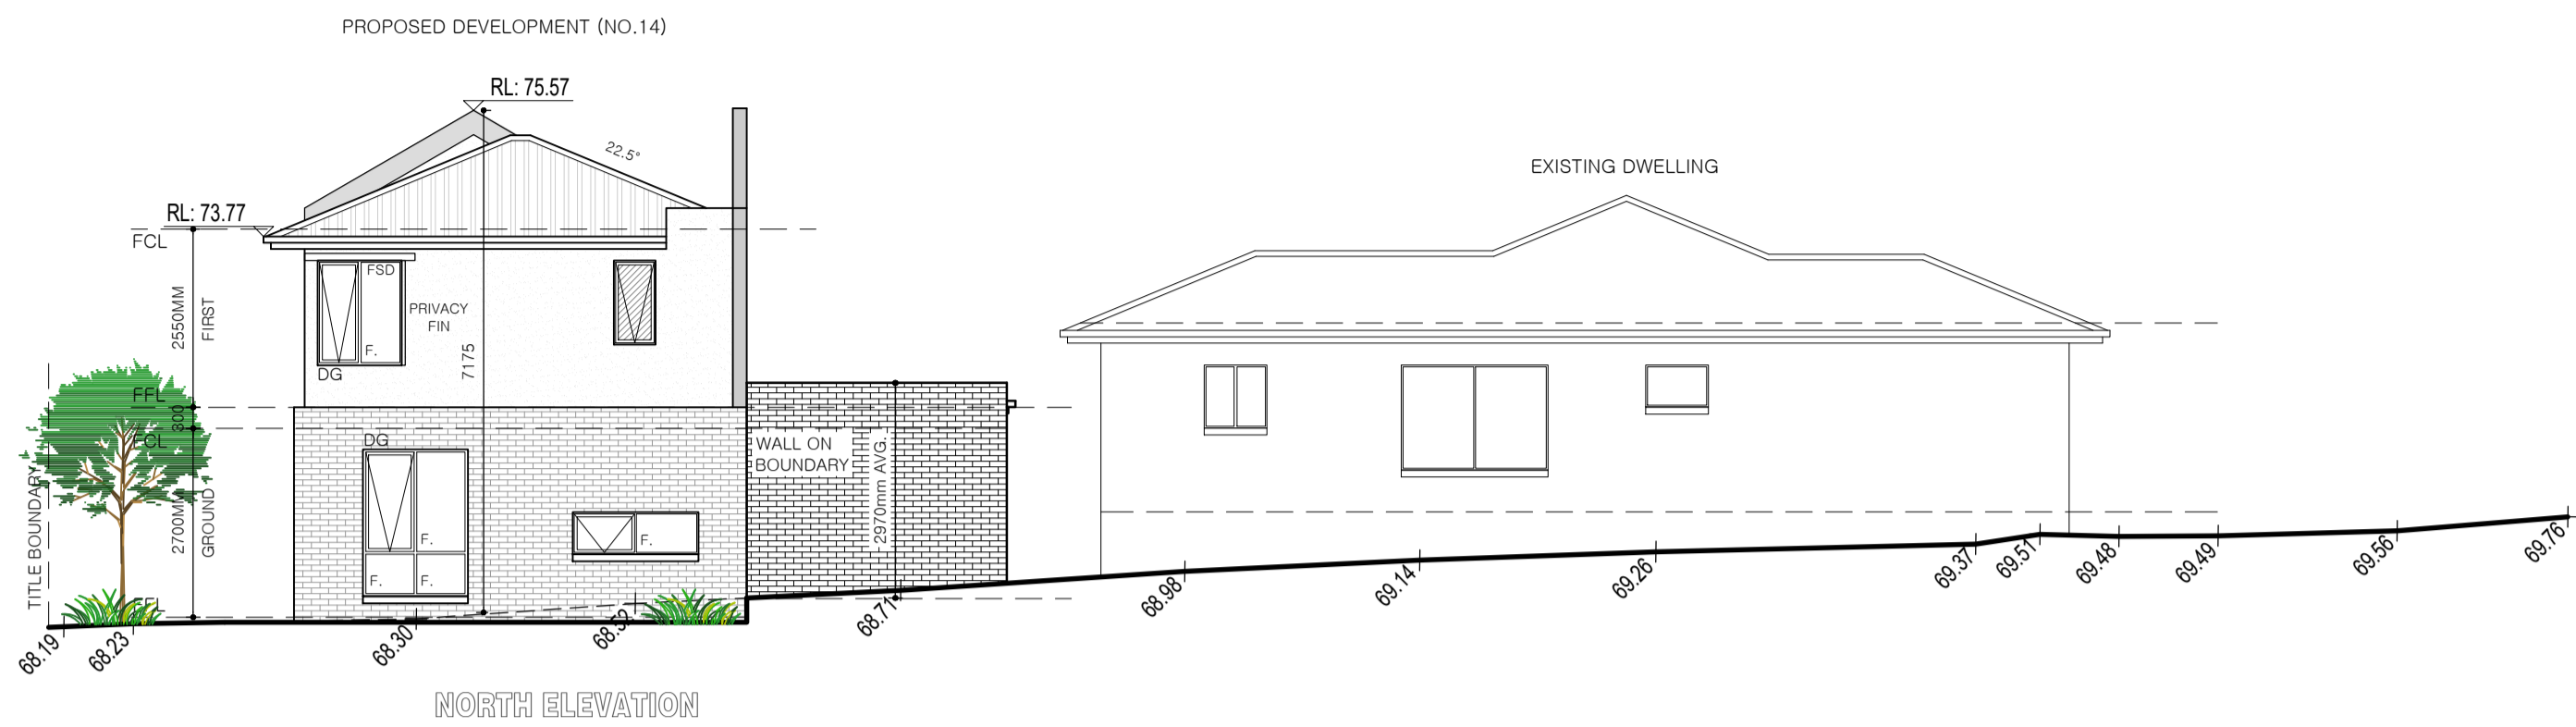 PROPOSED DEVELOPMENT (NO.14)
RL: 75.57
22.5°
EXISTING DWELLING
RL: 73.77
FCL
FSD
2550MM
FIRST
PRIVACY
FIN
F.
DG
7175
FFL
300
FCL
DG
WALL ON
BOUNDARY
2970mm AVG.
TITLE BOUNDARY
2700MM
GROUND
F.
F.
F.
F.
FFL
68.19
68.23
68.30
68.52
68.71
68.98
69.14
69.26
69.37
69.51
69.48
69.49
69.56
69.76
NORTH ELEVATION